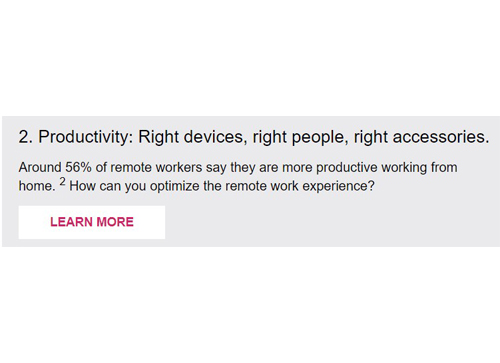 2. Productivity: Right devices, right people, right accessories.
Around 56% of remote workers say they are more productive working from
home. 2 How can you optimize the remote work experience?
LEARN MORE